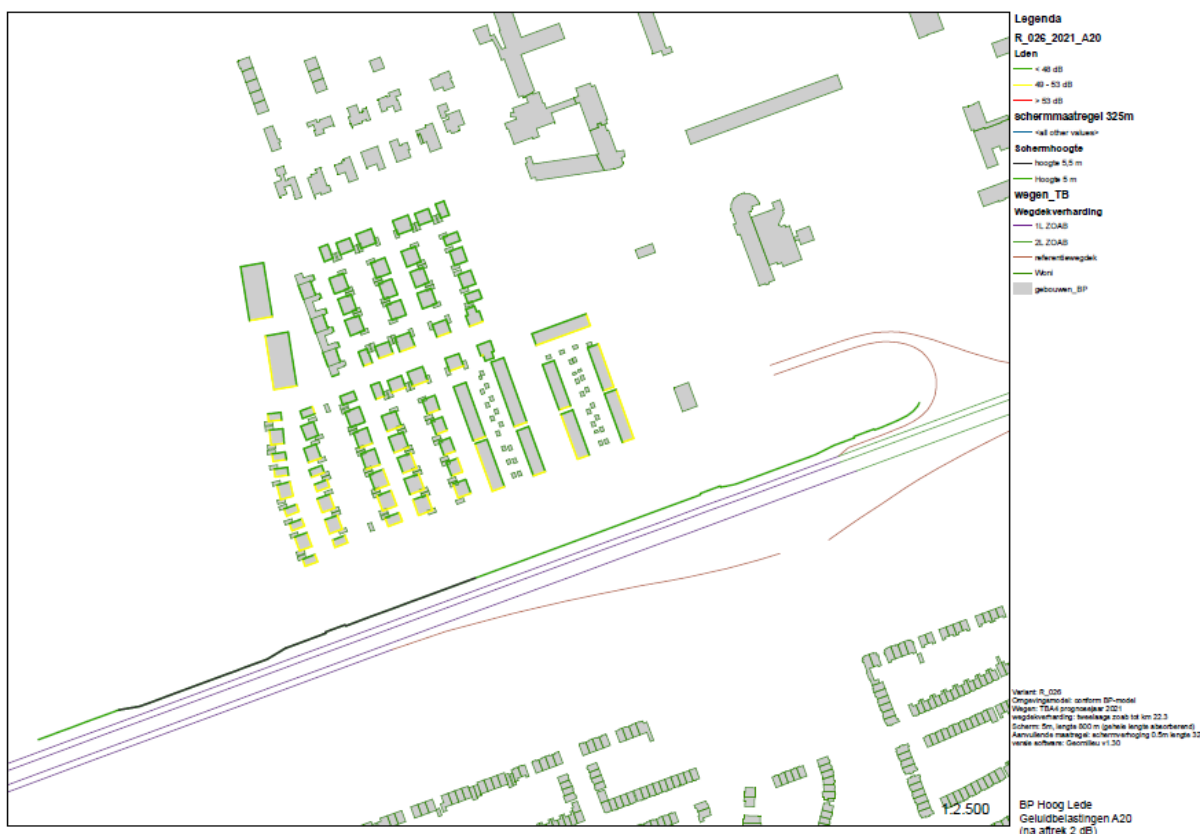 Legenda
R_026_2021_A20
Lden
< 48 dB
49 - 53 dB
> 53 dB
schermmaatregel 325m
<all other values>
Schermhoogte
hoogte 5,5 m
Hoogte 5 m
wegen_TB
Wegdekverharding
1L ZOAB
2L ZOAB
referentiewegdek
Woni
gebouwen_BP
Variant: R_026
Omgevingsmodel: conform BP-model
Wegen: TBA4 prognosejaar 2021
wegdekverharding: tweelaags zoab tot km 22.3
Scherm: 5m, lengte 800 m (gehele lengte absorberend)
Aanvullende maatregel: schermverhoging 0.5m lengte 32
versie software: Geomilieu v1.30
1:2.500
BP Hoog Lede
Geluidbelastingen A20
(na aftrek 2 dB)